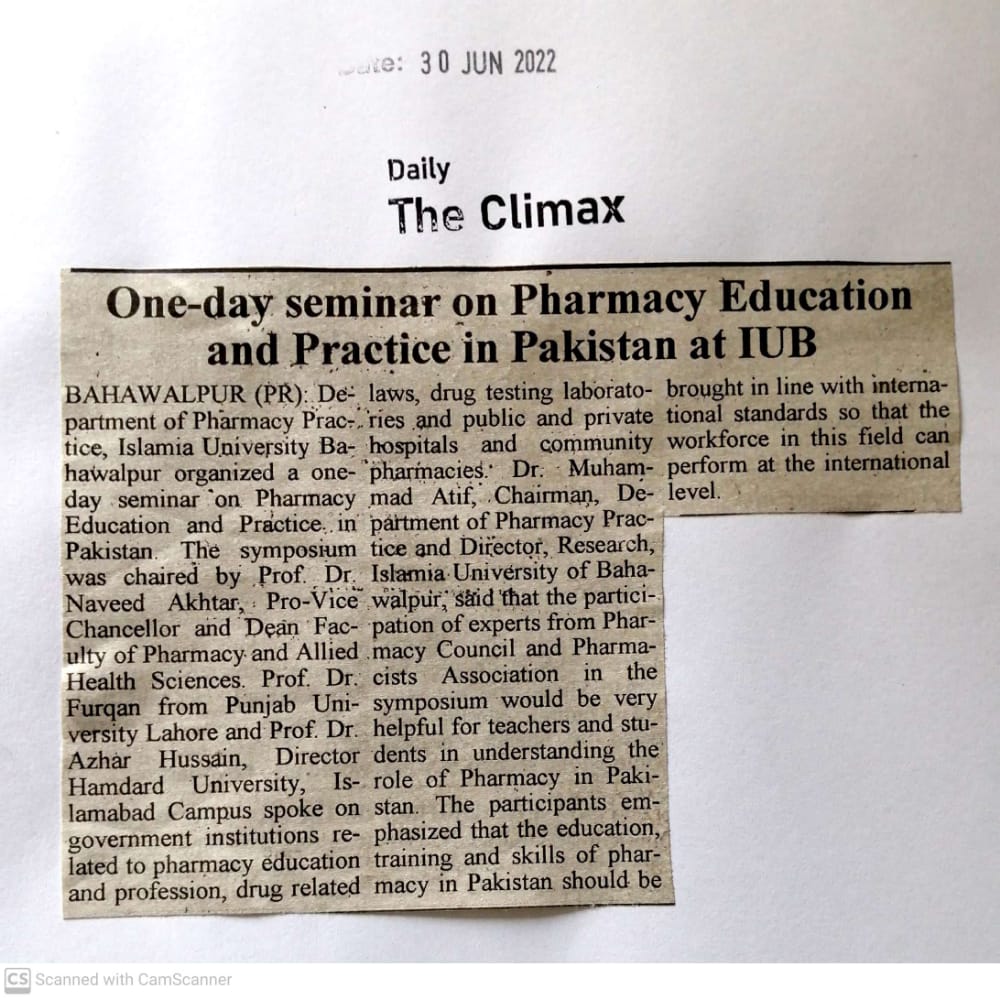 Date: 30 JUN 2022
Daily
The Climax
One-day seminar on Pharmacy Education
and Practice in Pakistan at IUB
BAHAWALPUR (PR): De-
partment of Pharmacy Prac-
tice, Islamia University Ba-
hawalpur organized a one-
day seminar on Pharmacy
Education and Practice in
Pakistan. The symposium
was chaired by Prof. Dr.
Naveed Akhtar, Pro-Vice
Chancellor and Dean Fac-
ulty of Pharmacy and Allied
Health Sciences. Prof. Dr.
Furqan from Punjab Uni-
versity Lahore and Prof. Dr.
Azhar Hussain, Director
Hamdard University, Is-
lamabad Campus spoke on
government institutions re-
lated to pharmacy education
and profession, drug related
laws, drug testing laborato-
ries and public and private
hospitals and community
pharmacies. Dr. Muham-
mad Atif, Chairman, De-
partment of Pharmacy Prac-
tice and Director, Research,
Islamia University of Baha-
walpur, said that the partici-
pation of experts from Phar-
macy Council and Pharma-
cists Association in the
symposium would be very
helpful for teachers and stu-
dents in understanding the
role of Pharmacy in Paki-
stan. The participants em-
phasized that the education,
training and skills of phar-
macy in Pakistan should be
brought in line with interna-
tional standards so that the
workforce in this field can
perform at the international
level.
CS Scanned with CamScanner